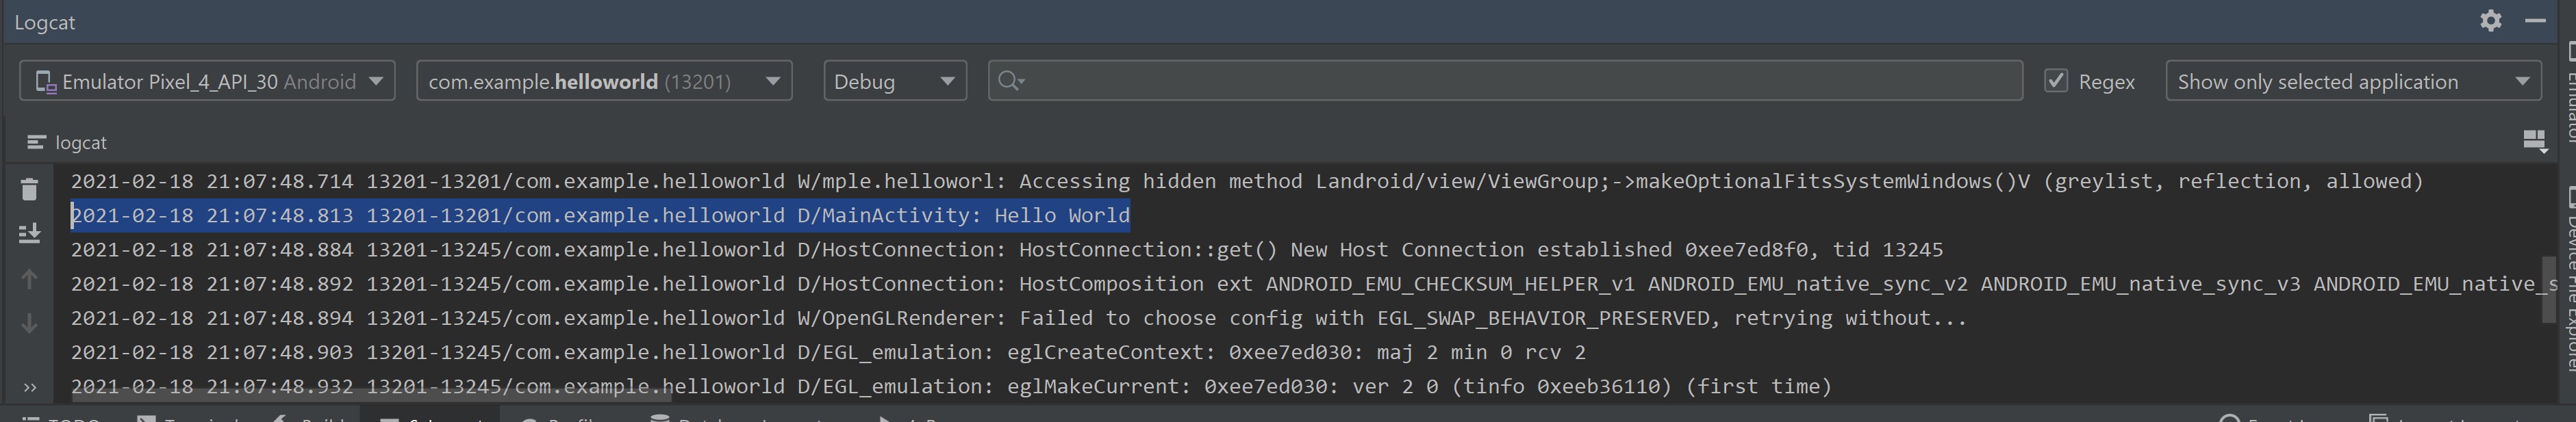 Logcat
Emulator Pixel_4_API_30 Android
com.example.helloworld (13201)
Debug
Regex
Show only selected application
Emulator
logcat
2021-02-18 21:07:48.714 13201-13201/com.example.helloworld W/mple.helloworl: Accessing hidden method Landroid/view/ViewGroup;->makeOptionalFitsSystemWindows()V (greylist, reflection, allowed)
2021-02-18 21:07:48.813 13201-13201/com.example.helloworld D/MainActivity: Hello World
2021-02-18 21:07:48.884 13201-13245/com.example.helloworld D/HostConnection: HostConnection::get() New Host Connection established 0xee7ed8f0, tid 13245
2021-02-18 21:07:48.892 13201-13245/com.example.helloworld D/HostConnection: HostComposition ext ANDROID_EMU_CHECKSUM_HELPER_v1 ANDROID_EMU_native_sync_v2 ANDROID_EMU_native_sync_v3 ANDROID_EMU_native_s
2021-02-18 21:07:48.894 13201-13245/com.example.helloworld W/OpenGLRenderer: Failed to choose config with EGL_SWAP_BEHAVIOR_PRESERVED, retrying without...
2021-02-18 21:07:48.903 13201-13245/com.example.helloworld D/EGL_emulation: eglCreateContext: 0xee7ed030: maj 2 min 0 rcv 2
2021-02-18 21:07:48.932 13201-13245/com.example.helloworld D/EGL_emulation: eglMakeCurrent: 0xee7ed030: ver 2 0 (tinfo 0xeeb36110) (first time)
Device File Explorer
TODO